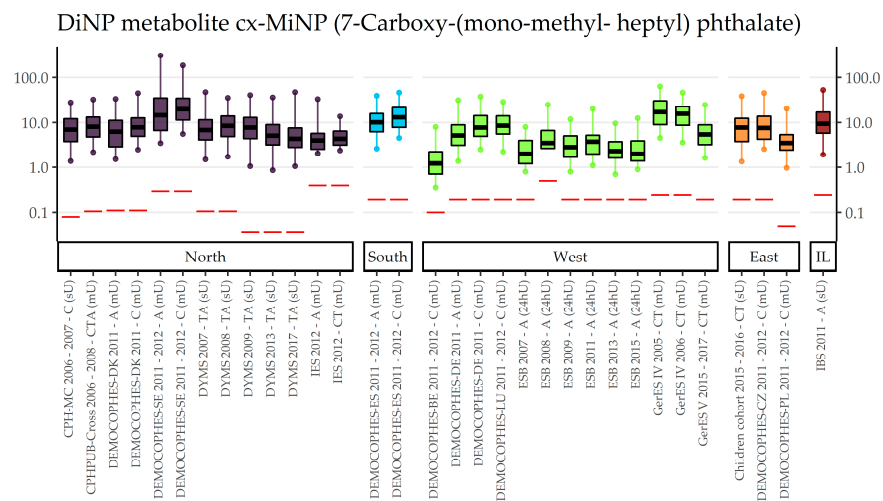 DiNP metabolite cx-MiNP (7-Carboxy-(mono-methyl- heptyl) phthalate)
100.0
10.0
1.0
0.1
100.0
10.0
1.0
0.1
North
South
West
East
IL
CPH-MC 2006 - 2007 - C (sU)
CPHPUB-Cross 2006 - 2008 - CTA (mU)
DEMOCOPHES-DK 2011 - A (mU)
DEMOCOPHES-DK 2011 - C (mU)
DEMOCOPHES-SE 2011 - 2012 - A (mU)
DEMOCOPHES-SE 2011 - 2012 - C (mU)
DYMS 2007 - TA (sU)
DYMS 2008 - TA (sU)
DYMS 2009 - TA (sU)
DYMS 2013 - TA (sU)
DYMS 2017 - TA (sU)
IES 2012 - A (mU)
IES 2012 - CT (mU)
DEMOCOPHES-ES 2011 - 2012 - A (mU)
DEMOCOPHES-ES 2011 - 2012 - C (mU)
DEMOCOPHES-BE 2011 - 2012 - C (mU)
DEMOCOPHES-DE 2011 - A (mU)
DEMOCOPHES-DE 2011 - C (mU)
DEMOCOPHES-LU 2011 - 2012 - C (mU)
ESB 2007 - A (24hU)
ESB 2008 - A (24hU)
ESB 2009 - A (24hU)
ESB 2011 - A (24hU)
ESB 2013 - A (24hU)
ESB 2015 - A (24hU)
GerES IV 2005 - CT (mU)
GerES IV 2006 - CT (mU)
GerES V 2015 - 2017 - CT (mU)
Chi dren cohort 2015 - 2016 - CT (sU)
DEMOCOPHES-CZ 2011 - 2012 - C (mU)
DEMOCOPHES-PL 2011 - 2012 - C (mU)
IBS 2011 - A (sU)